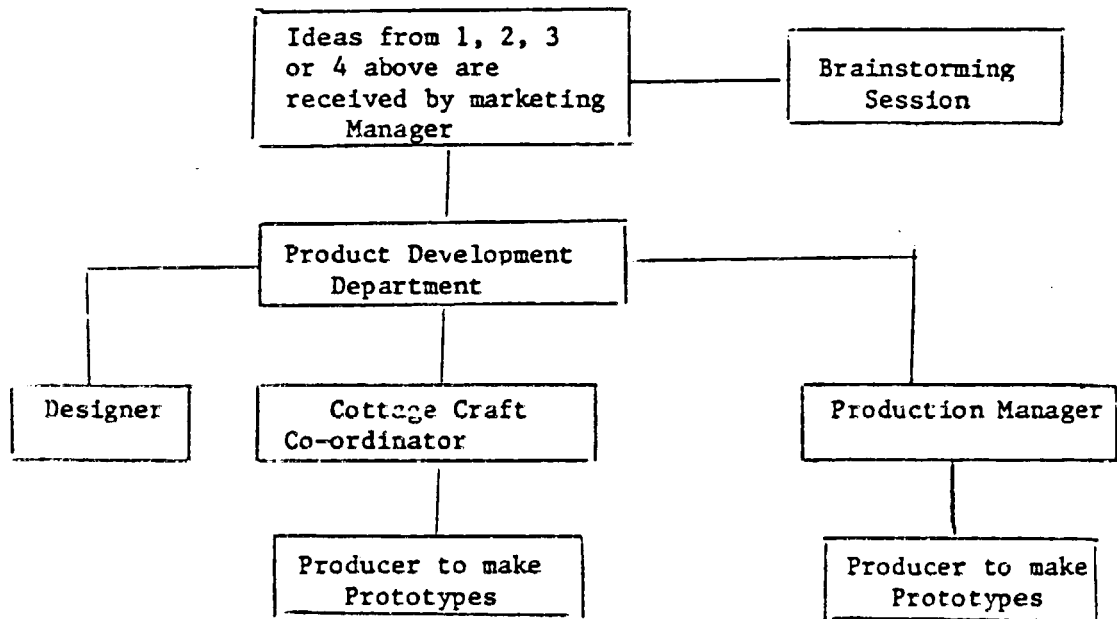 Ideas from 1, 2, 3
or 4 above are
received by marketing
Manager
Brainstorming
Session
Product Development
Department
Designer
Cottage Craft
Co-ordinator
Production Manager
Producer to make
Prototypes
Producer to make
Prototypes